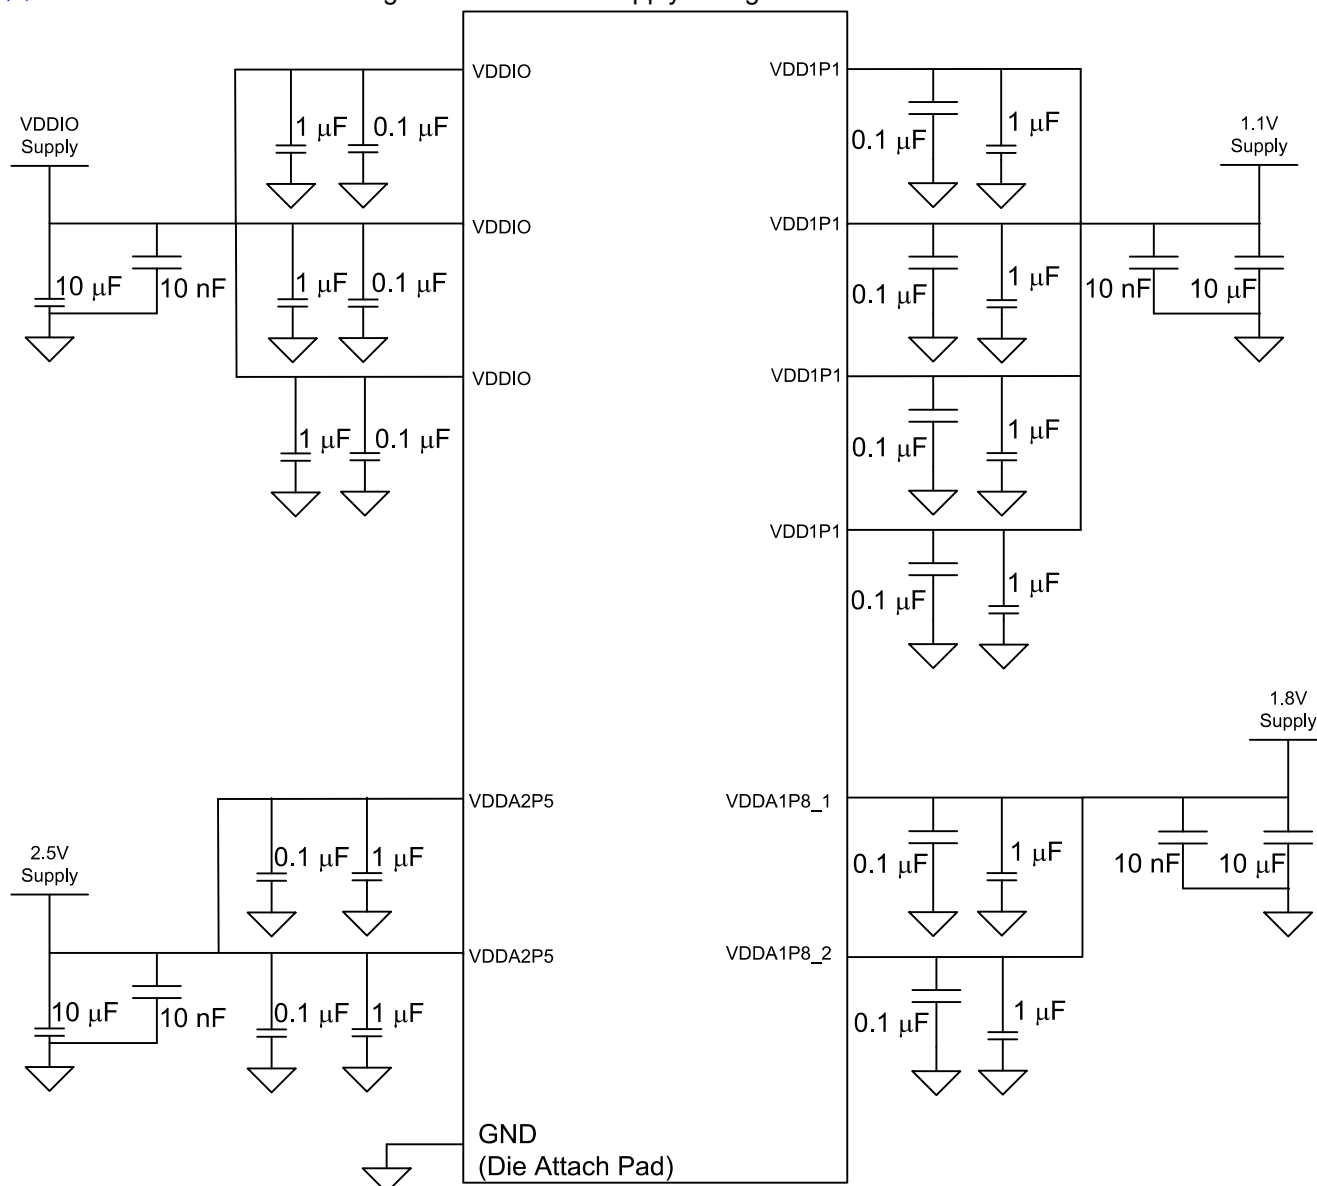 VDDIO
VDD1P1
1 μF
0.1 μF
0.1 μF
1 μF
VDDIO
Supply
1.1V
Supply
VDDIO
VDD1P1
10 μF
10 nF
1 μF
0.1 μF
0.1 μF
1 μF
10 nF
10 μF
VDDIO
VDD1P1
1 μF
0.1 μF
0.1 μF
1 μF
VDD1P1
0.1 μF
1 μF
1.8V
Supply
VDDA2P5
VDDA1P8_1
2.5V
Supply
0.1 μF
1 μF
0.1 μF
1 μF
10 nF
10 μF
VDDA2P5
VDDA1P8_2
10 μF
10 nF
0.1 μF
1 μF
0.1 μF
1 μF
GND
(Die Attach Pad)